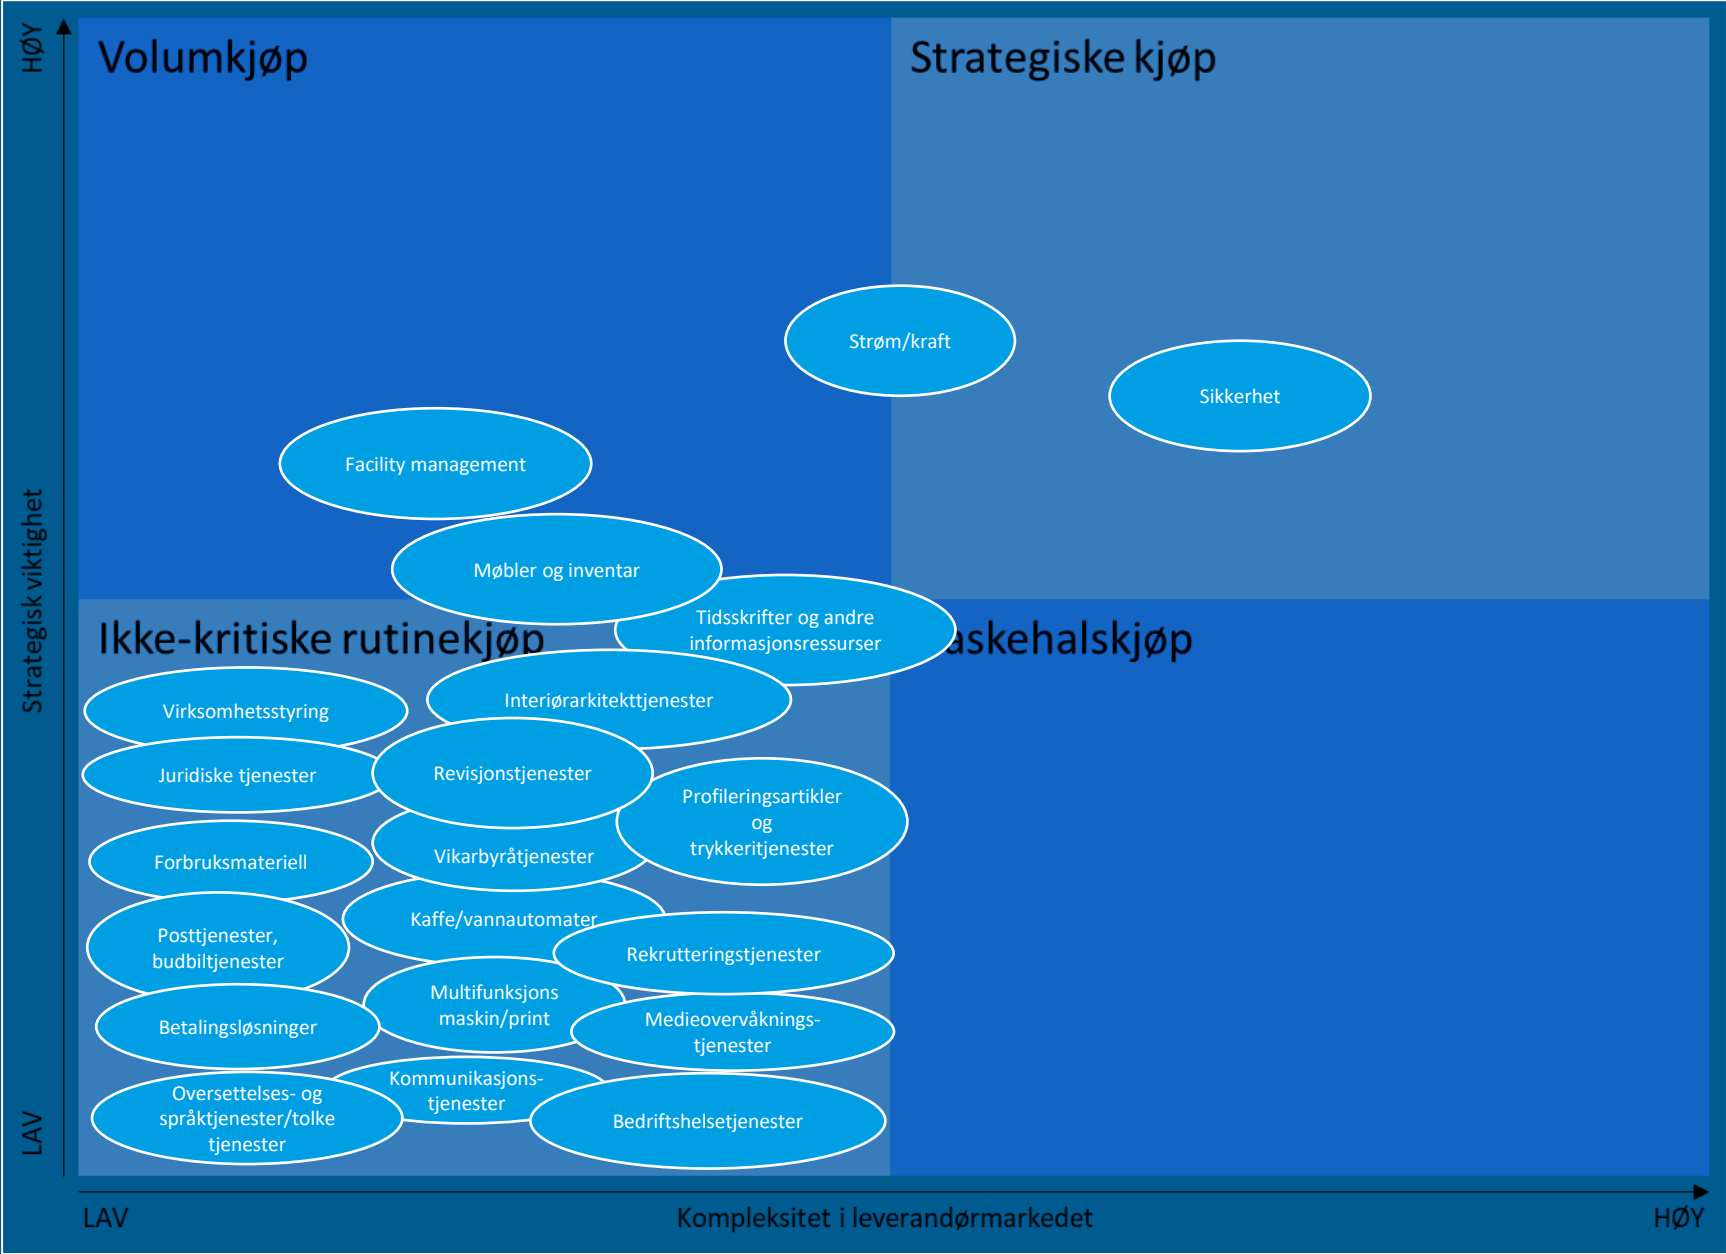 HØY
Volumkjøp
Strategiske kjøp
Strøm/kraft
Sikkerhet
Facility management
Strategisk viktighet
Møbler og inventar
Tidsskrifter og andre
informasjonsressurser
Ikke-kritiske rutinekjøp
askehalskjøp
Interiørarkitekttjenester
Virksomhetsstyring
Juridiske tjenester
Revisjonstjenester
Profileringsartikler
og
trykkeritjenester
Forbruksmateriell
Vikarbyråtjenester
Kaffe/vannautomater
Posttjenester,
budbiltjenester
Rekrutteringstjenester
Multifunksjons
maskin/print
Betalingsløsninger
Medieovervåknings-
tjenester
Kommunikasjons-
tjenester
Oversettelses- og
språktjenester/tolke
tjenester
Bedriftshelsetjenester
LAV
LAV
Kompleksitet i leverandørmarkedet
HØY